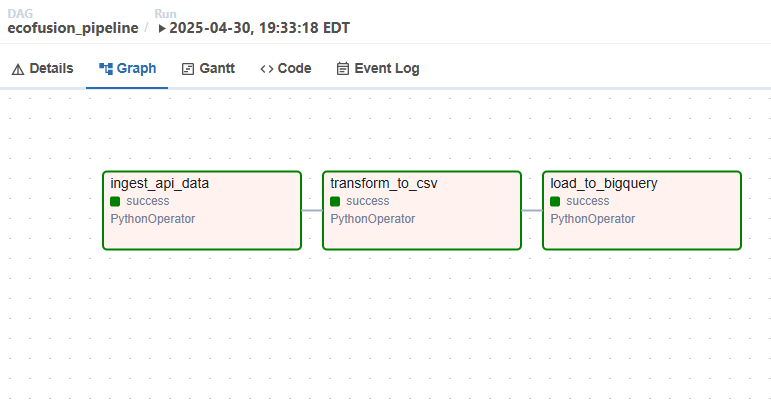 DAG Run
ecofusion_pipeline / 2025-04-30, 19:33:18 EDT
Details Graph Gantt Code Event Log
ingest_api_data
success
PythonOperator
transform_to_csv
success
PythonOperator
load_to_bigquery
success
PythonOperator